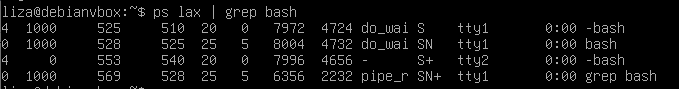 liza@debianvbox:~$ ps lax | grep bash
4  1000     525     510  20   0   7972  4724 do_wai S    tty1       0:00 -bash
0  1000     528     525  25   5   8004  4732 do_wai SN   tty1       0:00 bash
4     0     553     540  20   0   7996  4656 -      S+   tty2       0:00 -bash
0  1000     569     528  25   5   6356  2232 pipe_r SN+  tty1       0:00 grep bash